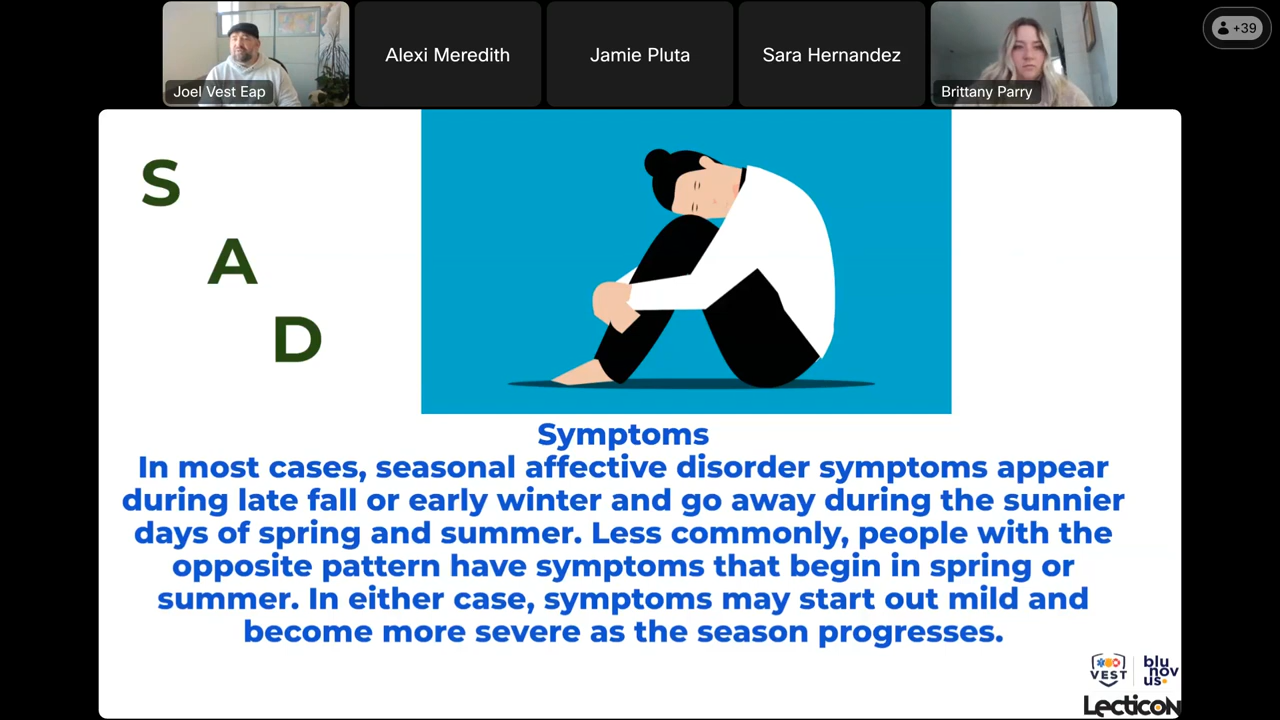 Joel Vest Eap
Alexi Meredith
Jamie Pluta
Sara Hernandez
Brittany Parry
+39
S
A
D
Symptoms
In most cases, seasonal affective disorder symptoms appear
during late fall or early winter and go away during the sunnier
days of spring and summer. Less commonly, people with the
opposite pattern have symptoms that begin in spring or
summer. In either case, symptoms may start out mild and
become more severe as the season progresses.
VEST
blu
nov
us
LecticoN